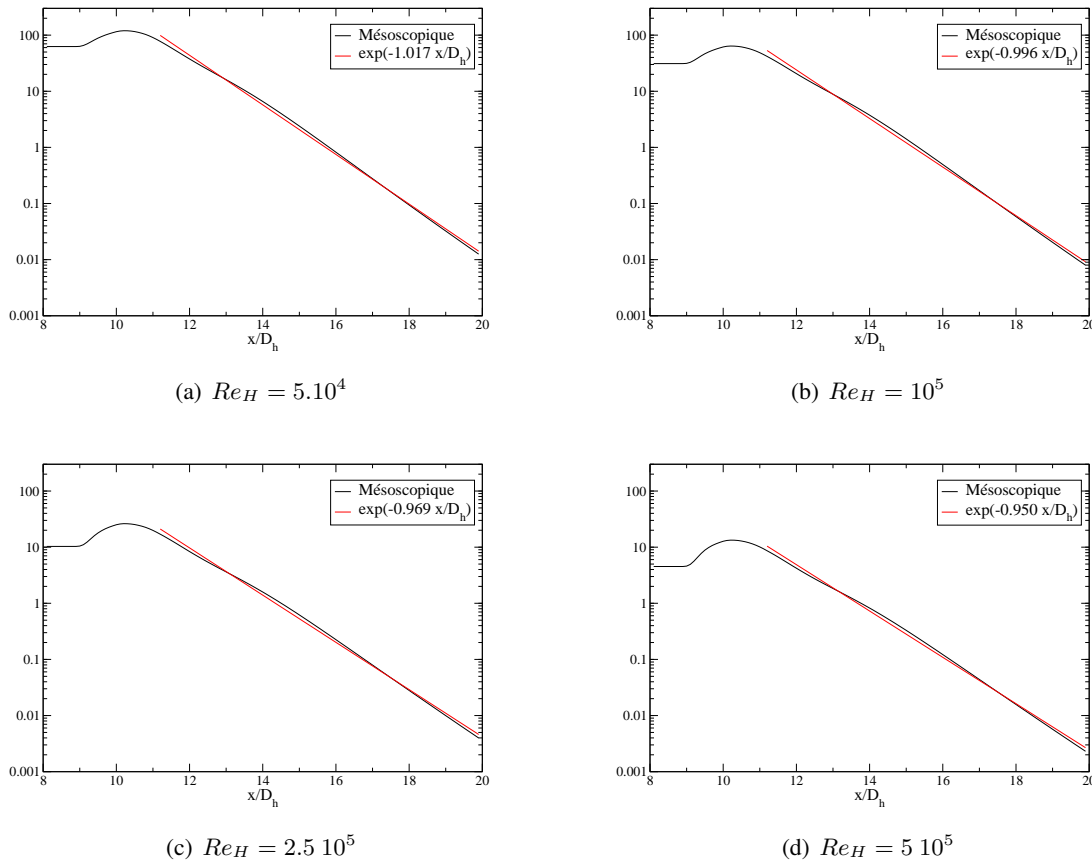 100
10
1
0.1
0.01
0.001
8 10 12 14 16 18 20
x/D_h
Mésoscopique
exp(-1.017 x/D_h)
(a) Re_H = 5.10^4
100
10
1
0.1
0.01
0.001
8 10 12 14 16 18 20
x/D_h
Mésoscopique
exp(-0.996 x/D_h)
(b) Re_H = 10^5
100
10
1
0.1
0.01
0.001
8 10 12 14 16 18 20
x/D_h
Mésoscopique
exp(-0.969 x/D_h)
(c) Re_H = 2.5 10^5
100
10
1
0.1
0.01
0.001
8 10 12 14 16 18 20
x/D_h
Mésoscopique
exp(-0.950 x/D_h)
(d) Re_H = 5 10^5